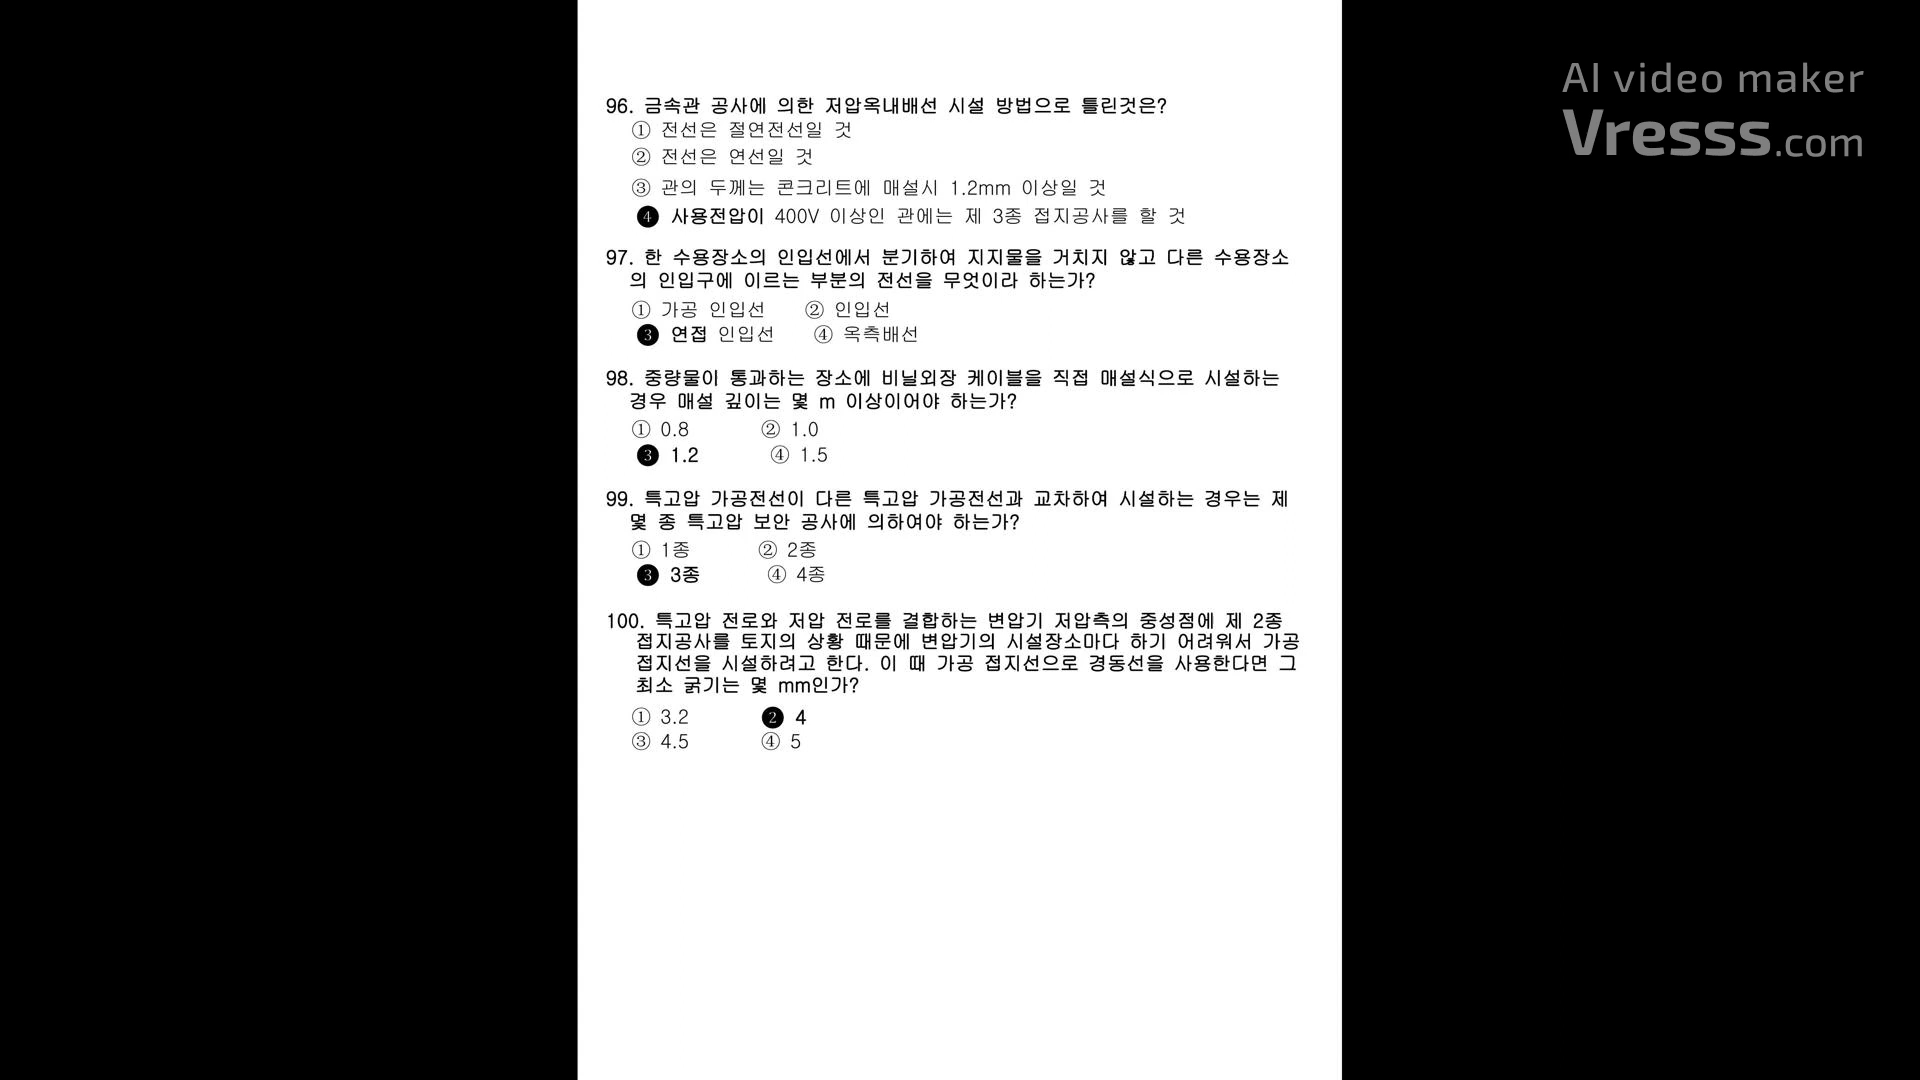 AI video maker
Vresss.com
96. 금속관 공사에 의한 저압옥내배선 시설 방법으로 틀린것은?
① 전선은 절연전선일 것
② 전선은 연선일 것
③ 관의 두께는 콘크리트에 매설시 1.2mm 이상일 것
❹ 사용전압이 400V 이상인 관에는 제 3종 접지공사를 할 것
97. 한 수용장소의 인입선에서 분기하여 지지물을 거치지 않고 다른 수용장소
의 인입구에 이르는 부분의 전선을 무엇이라 하는가?
① 가공 인입선 ② 인입선
❸ 연접 인입선 ④ 옥측배선
98. 중량물이 통과하는 장소에 비닐외장 케이블을 직접 매설식으로 시설하는
경우 매설 깊이는 몇 m 이상이어야 하는가?
① 0.8 ② 1.0
❸ 1.2 ④ 1.5
99. 특고압 가공전선이 다른 특고압 가공전선과 교차하여 시설하는 경우는 제
몇 종 특고압 보안 공사에 의하여야 하는가?
① 1종 ② 2종
❸ 3종 ④ 4종
100. 특고압 전로와 저압 전로를 결합하는 변압기 저압측의 중성점에 제 2종
접지공사를 토지의 상황 때문에 변압기의 시설장소마다 하기 어려워서 가공
접지선을 시설하려고 한다. 이 때 가공 접지선으로 경동선을 사용한다면 그
최소 굵기는 몇 mm인가?
① 3.2 ❷ 4
③ 4.5 ④ 5